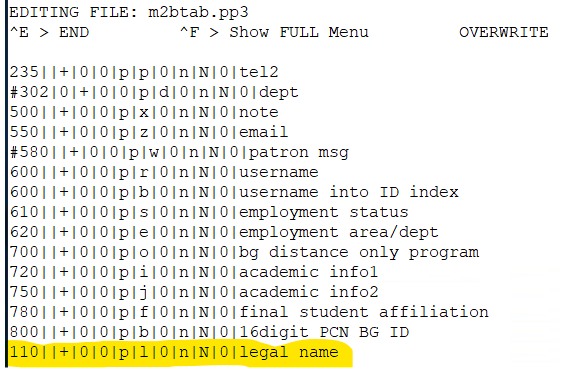 EDITING FILE: m2btab.pp3
^E > END ^F > Show FULL Menu OVERWRITE
235||+|0|0|p|p|0|n|N|0|tel2
#302|0|+|0|0|p|d|0|n|N|0|dept
500||+|0|0|p|x|0|n|N|0|note
550||+|0|0|p|z|0|n|N|0|email
#580||+|0|0|p|w|0|n|N|0|patron msg
600||+|0|0|p|r|0|n|N|0|username
600||+|0|0|p|b|0|n|N|0|username into ID index
610||+|0|0|p|s|0|n|N|0|employment status
620||+|0|0|p|e|0|n|N|0|employment area/dept
700||+|0|0|p|o|0|n|N|0|bg distance only program
720||+|0|0|p|i|0|n|N|0|academic info1
750||+|0|0|p|j|0|n|N|0|academic info2
780||+|0|0|p|f|0|n|N|0|final student affiliation
800||+|0|0|p|b|0|n|N|0|16digit PCN BG ID
110||+|0|0|p|l|0|n|N|0|legal name